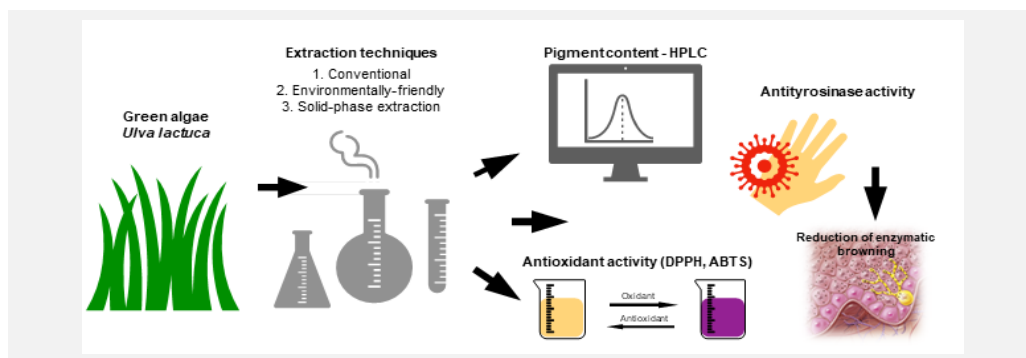 Green algae
Ulva lactuca
Extraction techniques
1. Conventional
2. Environmentally-friendly
3. Solid-phase extraction
Pigment content - HPLC
Antioxidant activity (DPPH, ABTS)
Oxidant
Antioxidant
Antityrosinase activity
Reduction of enzymatic
browning